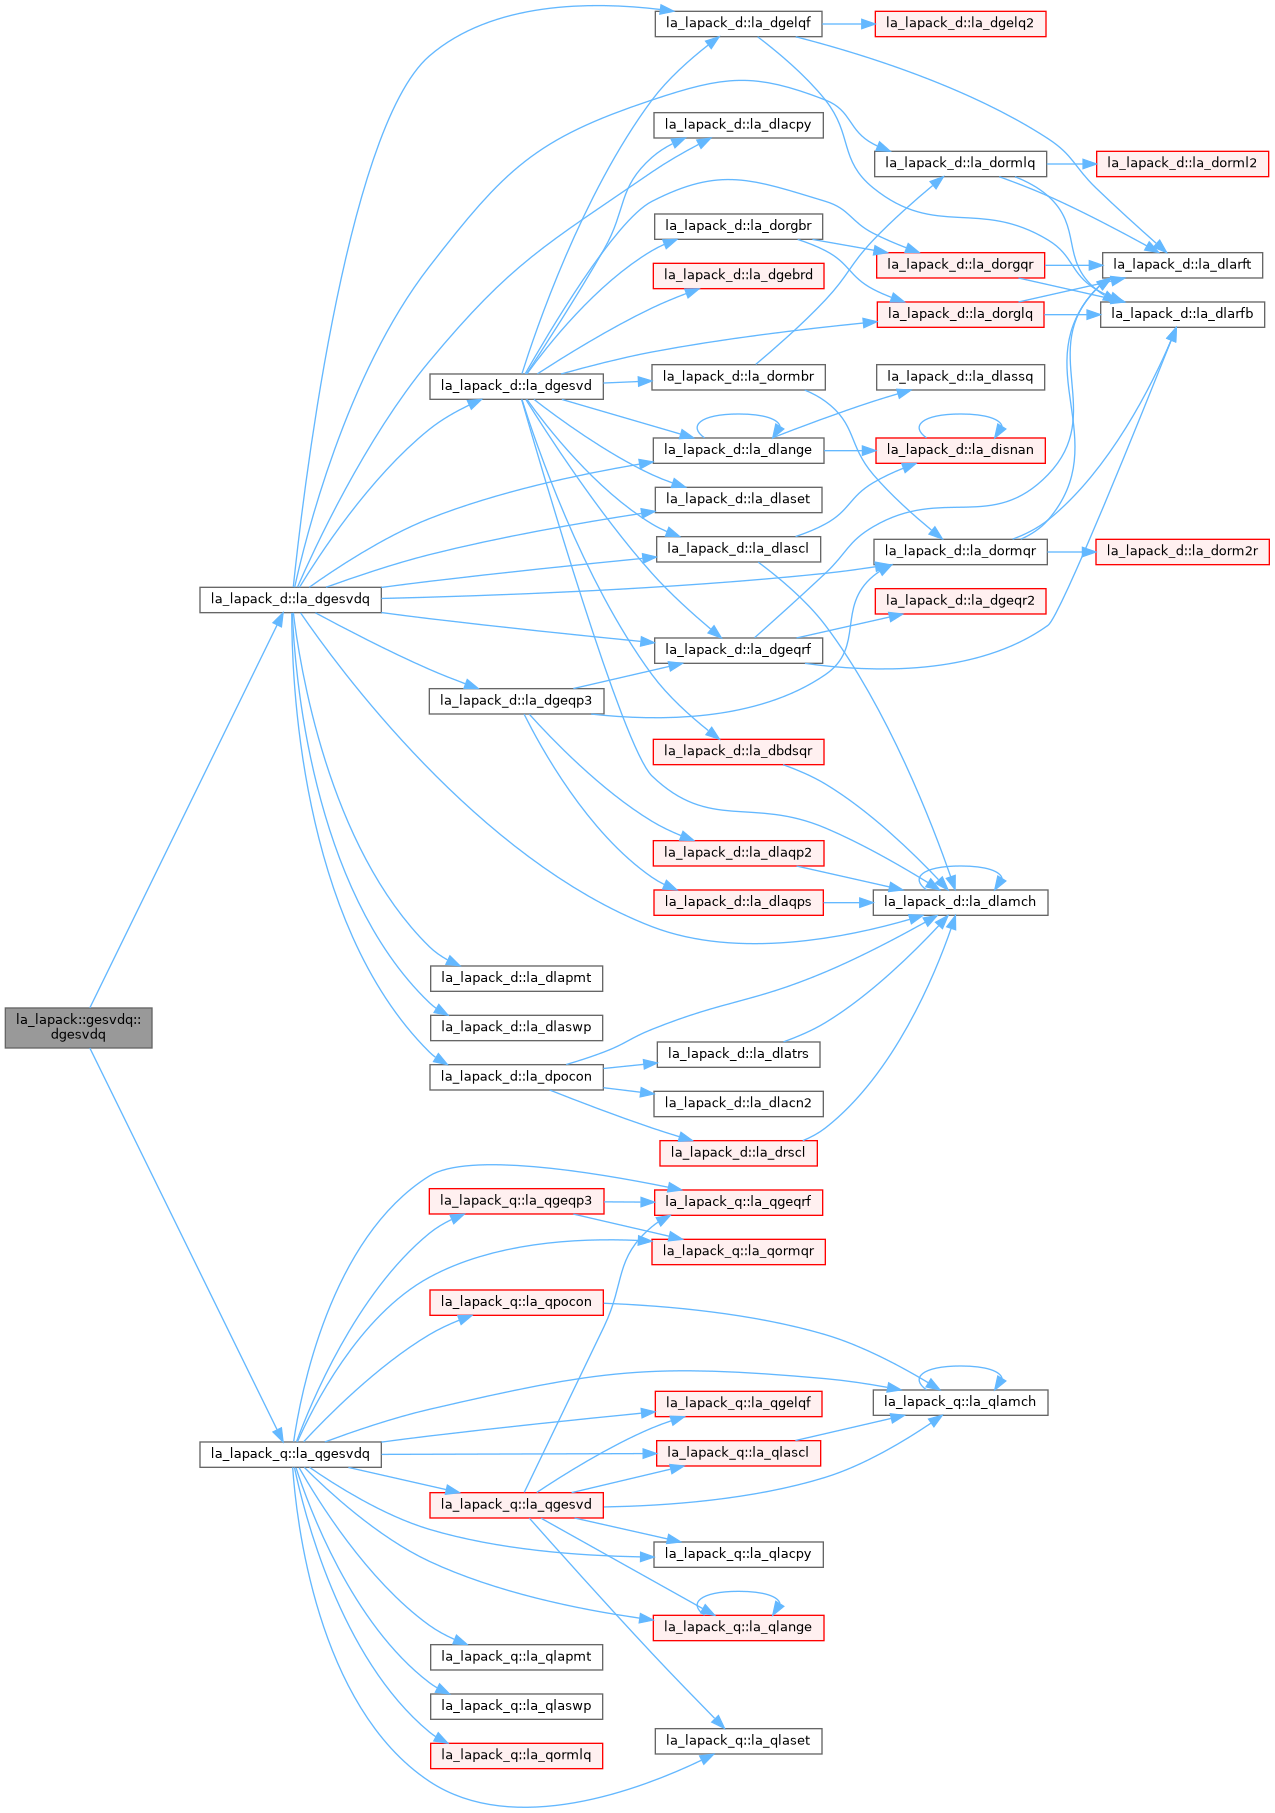 la_lapack_d::la_dgelqf
la_lapack_d::la_dgelq2
la_lapack_d::la_dlacpy
la_lapack_d::la_dormlq
la_lapack_d::la_dorml2
la_lapack_d::la_dorgbr
la_lapack_d::la_dgebrd
la_lapack_d::la_dorgqr
la_lapack_d::la_dlarft
la_lapack_d::la_dorglq
la_lapack_d::la_dlarfb
la_lapack_d::la_dgesvd
la_lapack_d::la_dormbr
la_lapack_d::la_dlassq
la_lapack_d::la_dlange
la_lapack_d::la_disnan
la_lapack_d::la_dlaset
la_lapack_d::la_dlascl
la_lapack_d::la_dormqr
la_lapack_d::la_dorm2r
la_lapack_d::la_dgesvdq
la_lapack_d::la_dgeqr2
la_lapack_d::la_dgeqrf
la_lapack_d::la_dgeqp3
la_lapack_d::la_dbdsqr
la_lapack_d::la_dlaqp2
la_lapack_d::la_dlaqps
la_lapack_d::la_dlamch
la_lapack_d::la_dlapmt
la_lapack::gesvdq::
dgesvdq
la_lapack_d::la_dlaswp
la_lapack_d::la_dpocon
la_lapack_d::la_dlatrs
la_lapack_d::la_dlacn2
la_lapack_d::la_drscl
la_lapack_q::la_qgeqp3
la_lapack_q::la_qgeqrf
la_lapack_q::la_qormqr
la_lapack_q::la_qpocon
la_lapack_q::la_qgelqf
la_lapack_q::la_qlamch
la_lapack_q::la_qgesvdq
la_lapack_q::la_qlascl
la_lapack_q::la_qgesvd
la_lapack_q::la_qlacpy
la_lapack_q::la_qlange
la_lapack_q::la_qlapmt
la_lapack_q::la_qlaswp
la_lapack_q::la_qlaset
la_lapack_q::la_qormlq